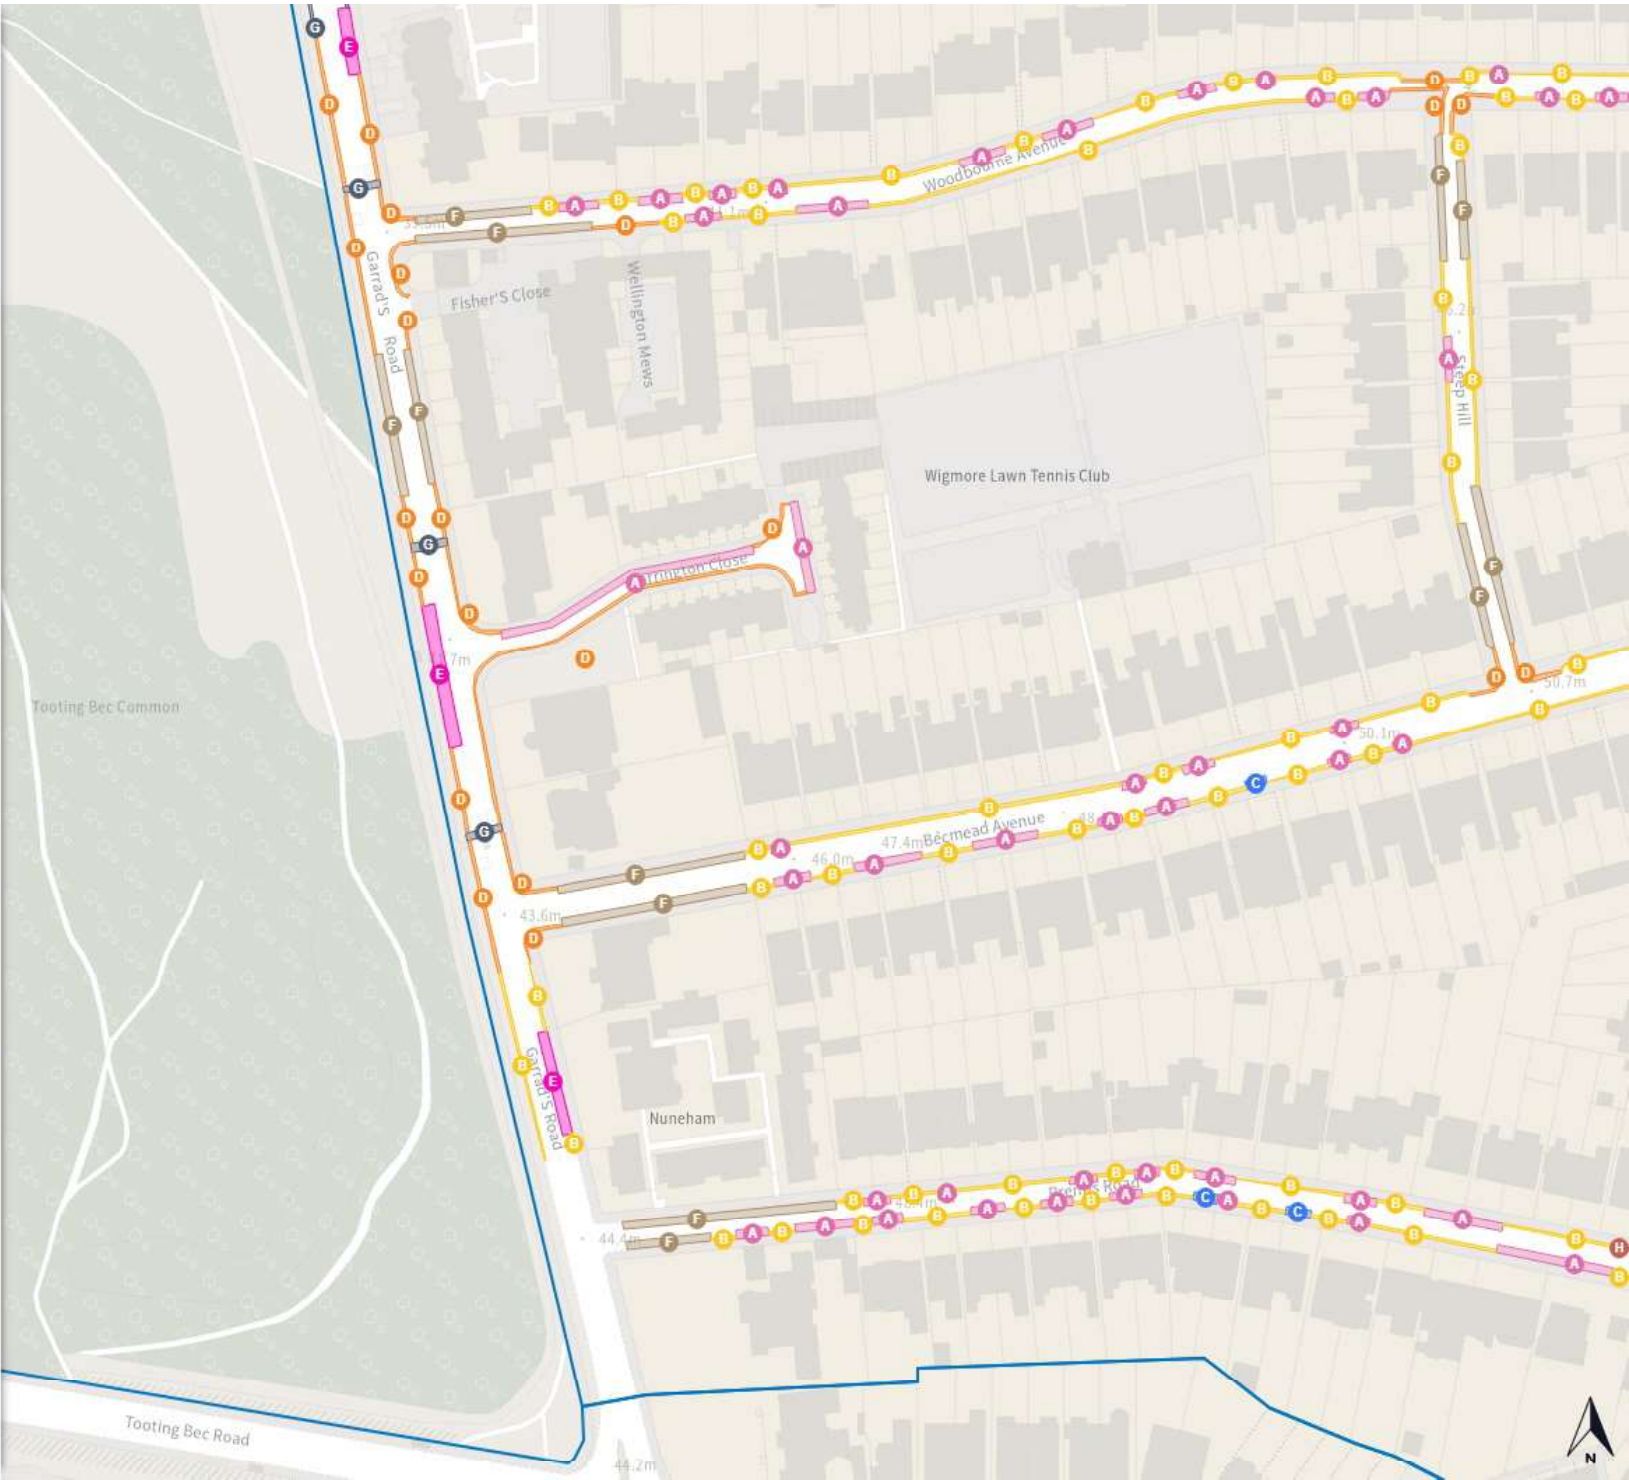 G
E
D
D
G
D
D
D
D
Garrad'S
Road
F
F
D
D
G
D
D
E
D
G
D
D
D
B
B
E
B
Garrad'S Road
F
F
B
A
B
A
B
A
B
A
D
B
A
B
A
B
A
B
A
Woodbourne Avenue
B
B
A
B
A
B
A
B
A
D
B
A
B
D
D
B
A
B
A
B
F
F
B
A
B
Steep Hill
B
F
F
D
D
B
50.7m
B
B
Fisher'S Close
Wellington Mews
Wigmore Lawn Tennis Club
D
A
A
D
Tooting Bec Common
43.6m
F
F
B
A
B
A
B
46.0m
A
47.4m
B
Becmead Avenue
B
A
B
A
B
A
B
A
B
A
B
C
B
A
50.1m
A
B
A
Nuneham
44.4m
F
F
B
A
B
A
B
A
B
A
B
A
B
A
B
A
B
H
B
A
B
A
B
A
B
A
B
A
B
A
B
C
A
B
C
B
A
B
A
B
Tooting Bec Road
44.2m
N